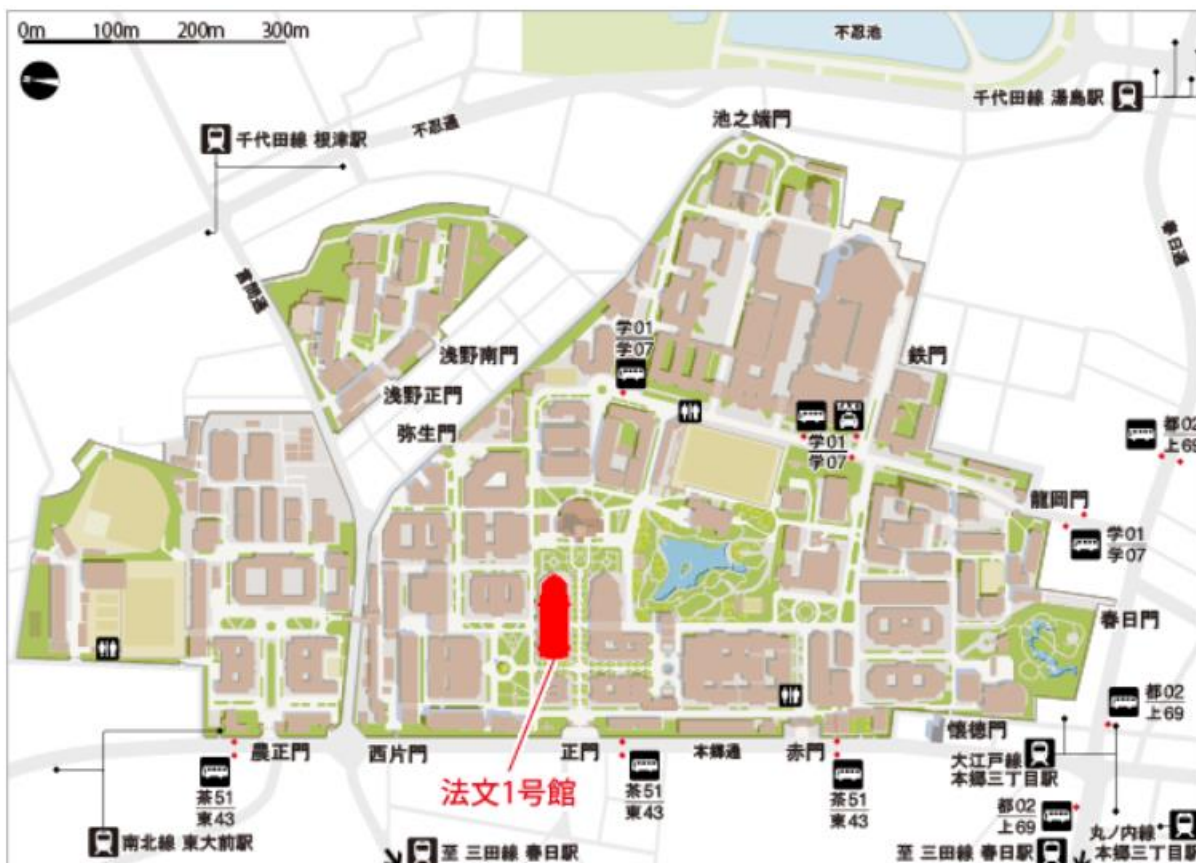 0m 100m 200m 300m
不忍池
千代田線 湯島駅
千代田線 根津駅
不忍通
池之端門
春日通
言問通
学01
学07
浅野南門
鉄門
浅野正門
弥生門
TAXI
学01
学07
都02
上69
龍岡門
学01
学07
春日門
都02
上69
懐徳門
農正門
西片門
正門
本郷通
赤門
大江戸線
本郷三丁目駅
法文1号館
茶51
東43
茶51
東43
茶51
東43
都02
上69
丸ノ内線
本郷三丁目駅
南北線 東大前駅
至 三田線 春日駅
至 三田線 春日駅